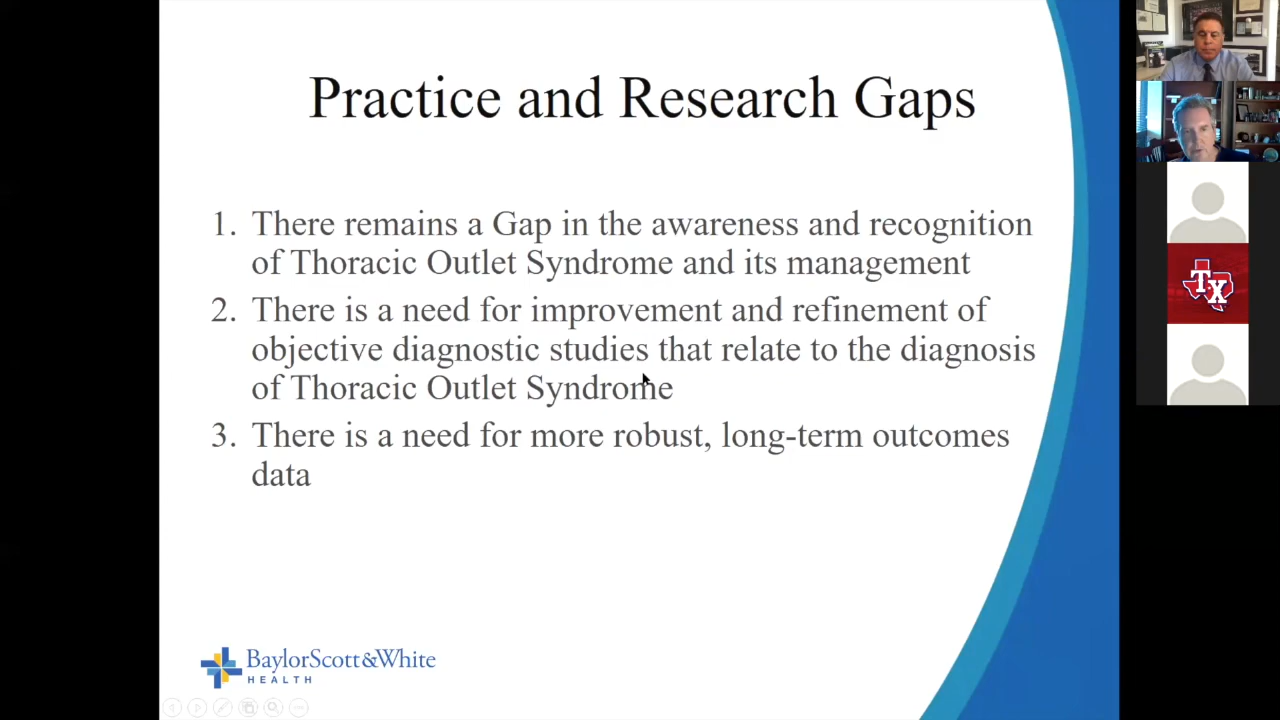 Practice and Research Gaps
1. There remains a Gap in the awareness and recognition
of Thoracic Outlet Syndrome and its management
2. There is a need for improvement and refinement of
objective diagnostic studies that relate to the diagnosis
of Thoracic Outlet Syndrome
3. There is a need for more robust, long-term outcomes
data
BaylorScott&White
HEALTH
TX